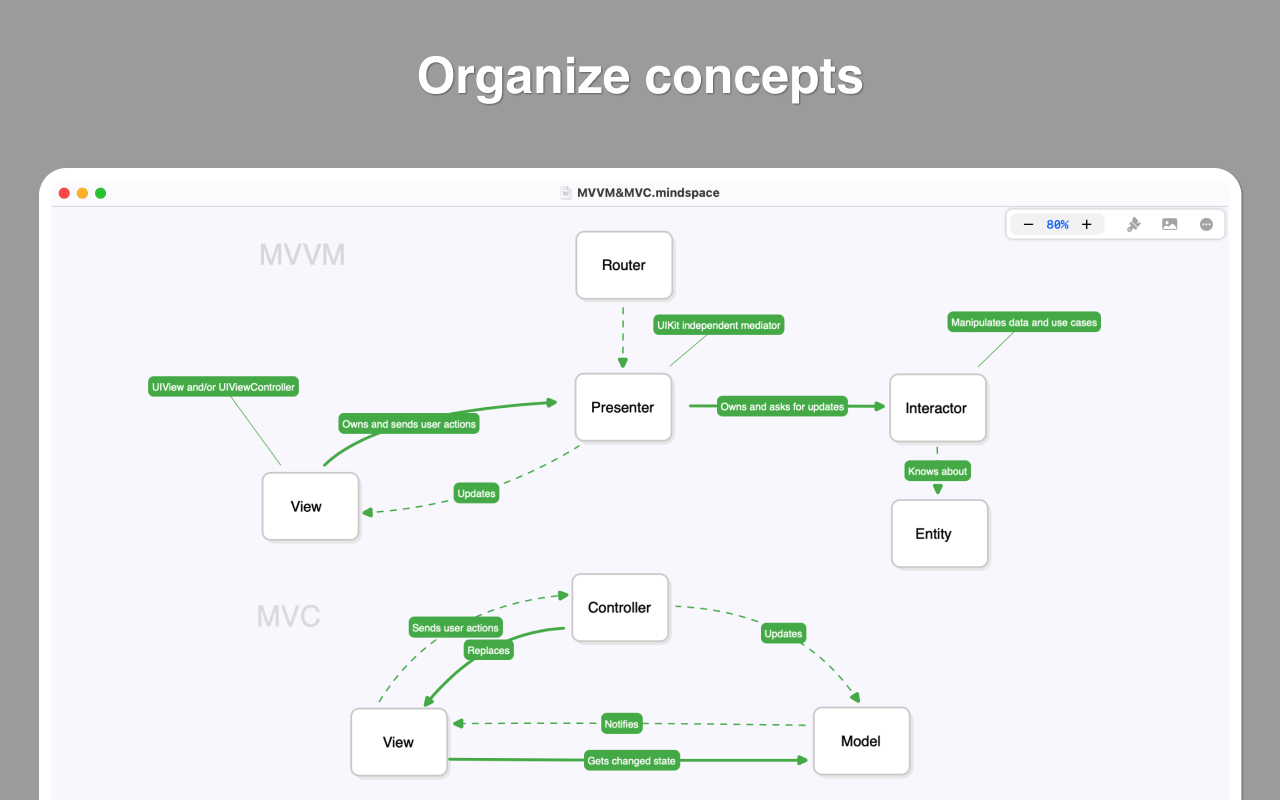 Organize concepts
MVVM&MVC.mindspace
− 80% +
MVVM
Router
UIKit independent mediator
Manipulates data and use cases
UIView and/or UIViewController
Presenter
Owns and asks for updates
Interactor
Owns and sends user actions
Knows about
Updates
View
Entity
MVC
Controller
Sends user actions
Updates
Replaces
Notifies
View
Model
Gets changed state